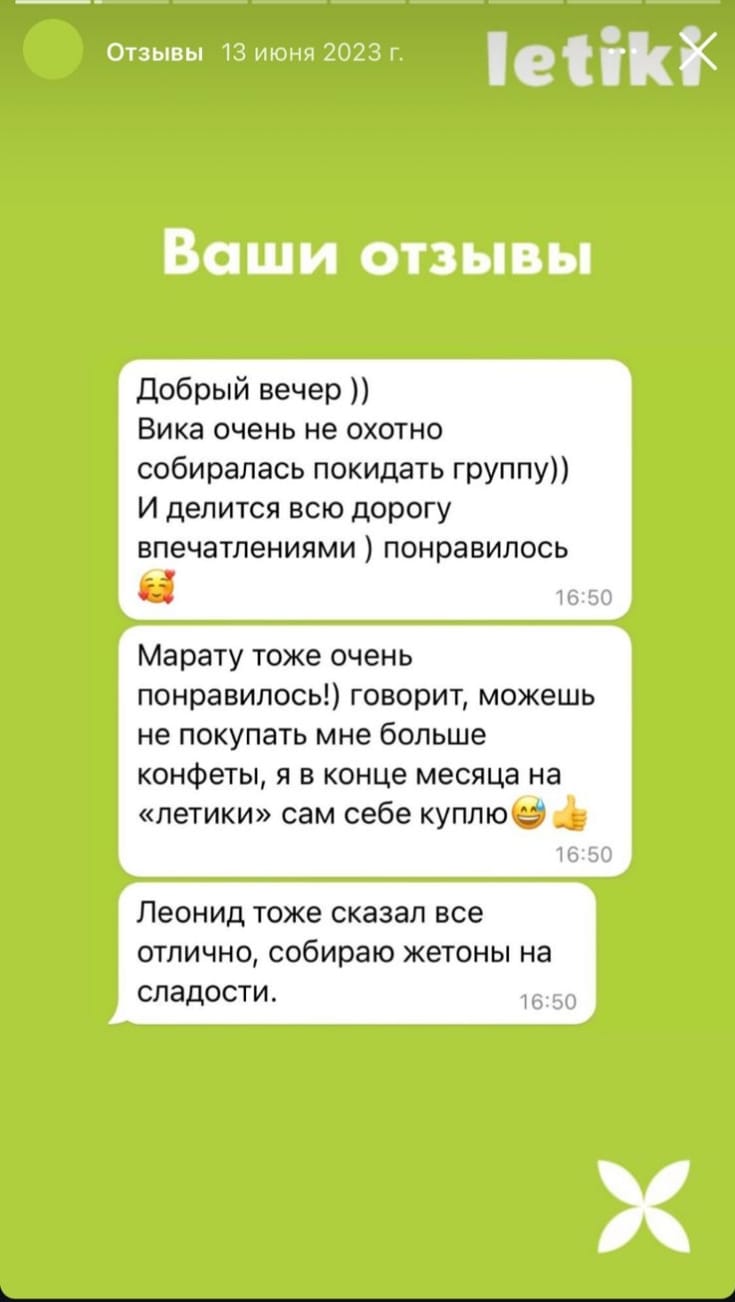 Отзывы 13 июня 2023 г.
letiki
Ваши отзывы
Добрый вечер ))
Вика очень не охотно
собиралась покидать группу))
И делится всю дорогу
впечатлениями ) понравилось
🥰 16:50
Марату тоже очень
понравилось!) говорит, можешь
не покупать мне больше
конфеты, я в конце месяца на
«летики» сам себе куплю😅👍
16:50
Леонид тоже сказал все
отлично, собираю жетоны на
сладости. 16:50